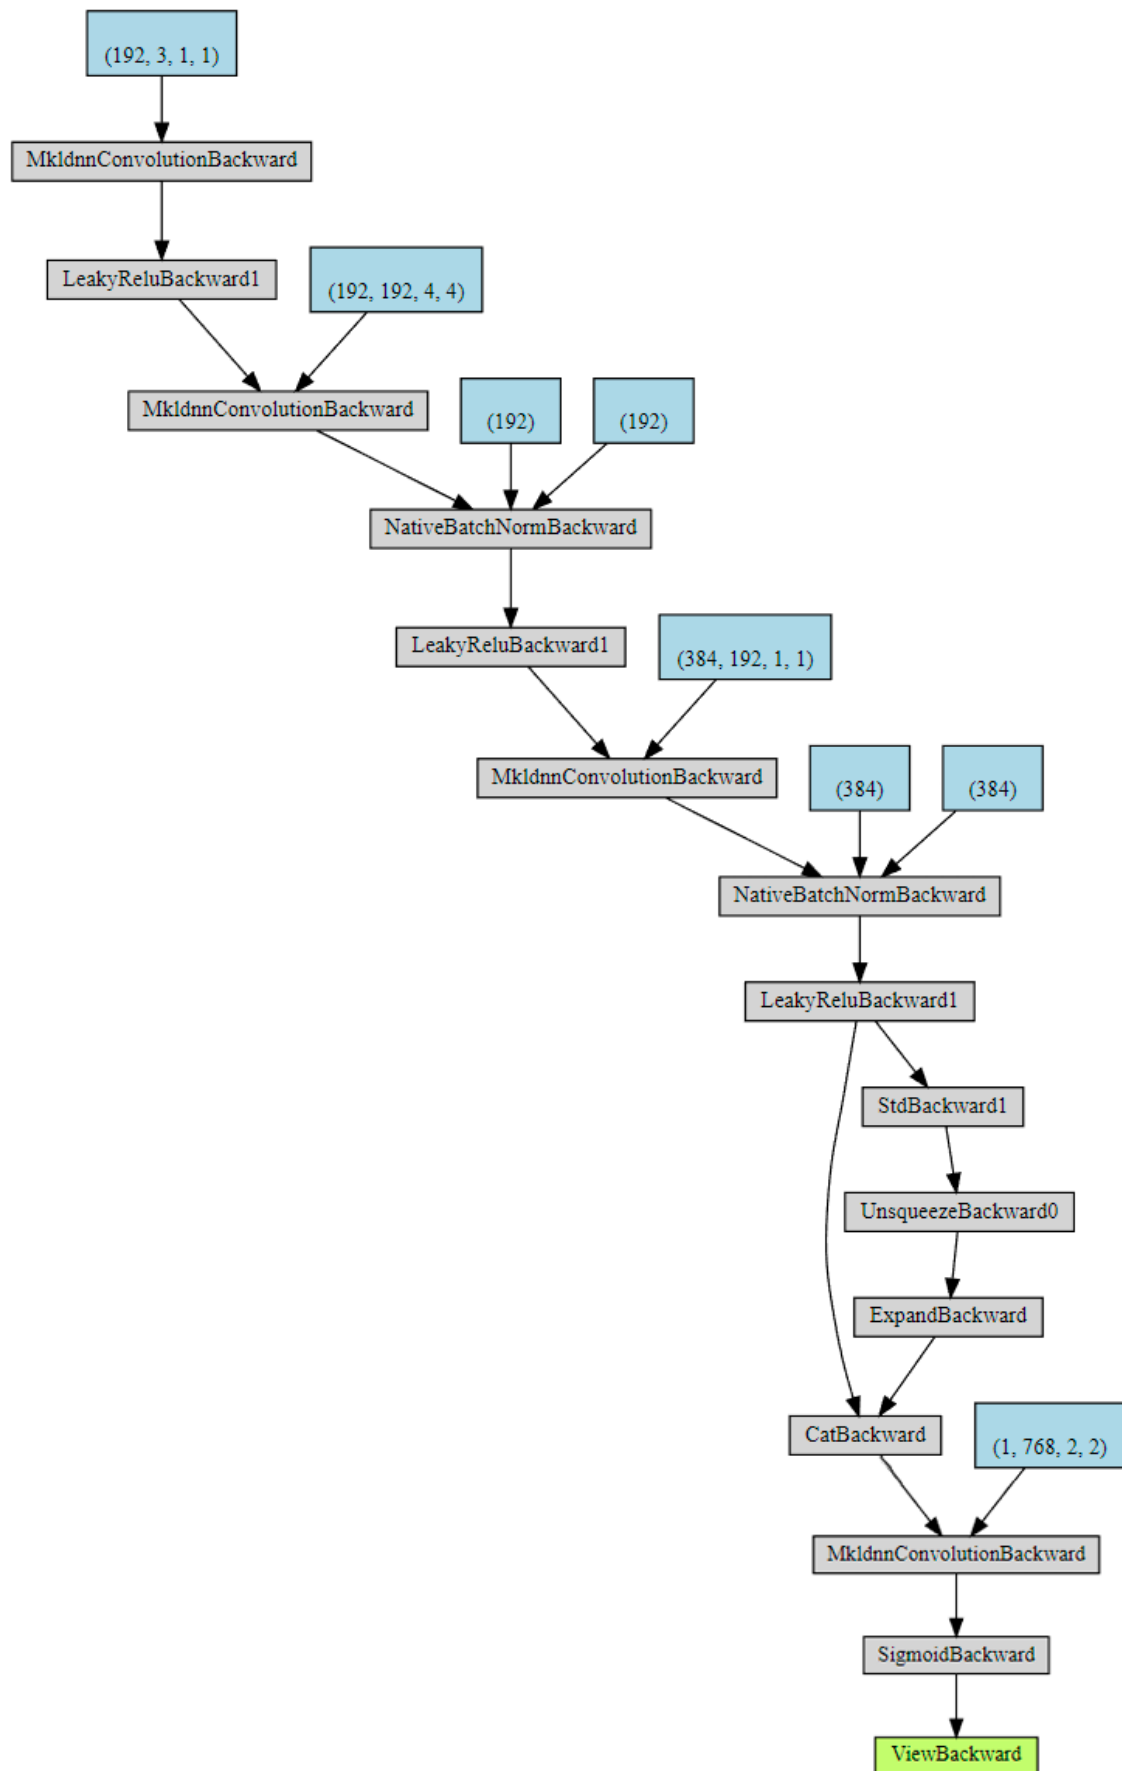 (192, 3, 1, 1)
MkldnnConvolutionBackward
LeakyReluBackward1
(192, 192, 4, 4)
MkldnnConvolutionBackward
(192)
(192)
NativeBatchNormBackward
LeakyReluBackward1
(384, 192, 1, 1)
MkldnnConvolutionBackward
(384)
(384)
NativeBatchNormBackward
LeakyReluBackward1
StdBackward1
UnsqueezeBackward0
ExpandBackward
CatBackward
(1, 768, 2, 2)
MkldnnConvolutionBackward
SigmoidBackward
ViewBackward